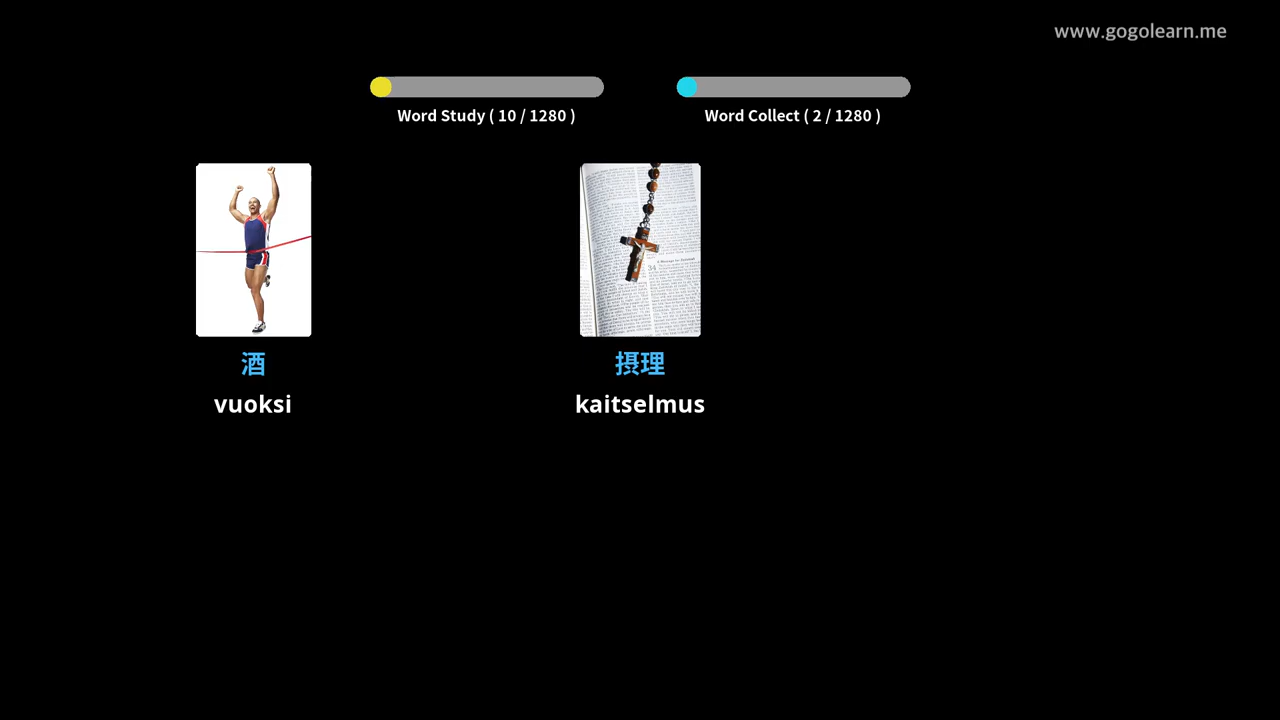 www.gogolearn.me
Word Study ( 10 / 1280 )
Word Collect ( 2 / 1280 )
酒
摂理
vuoksi
kaitselmus